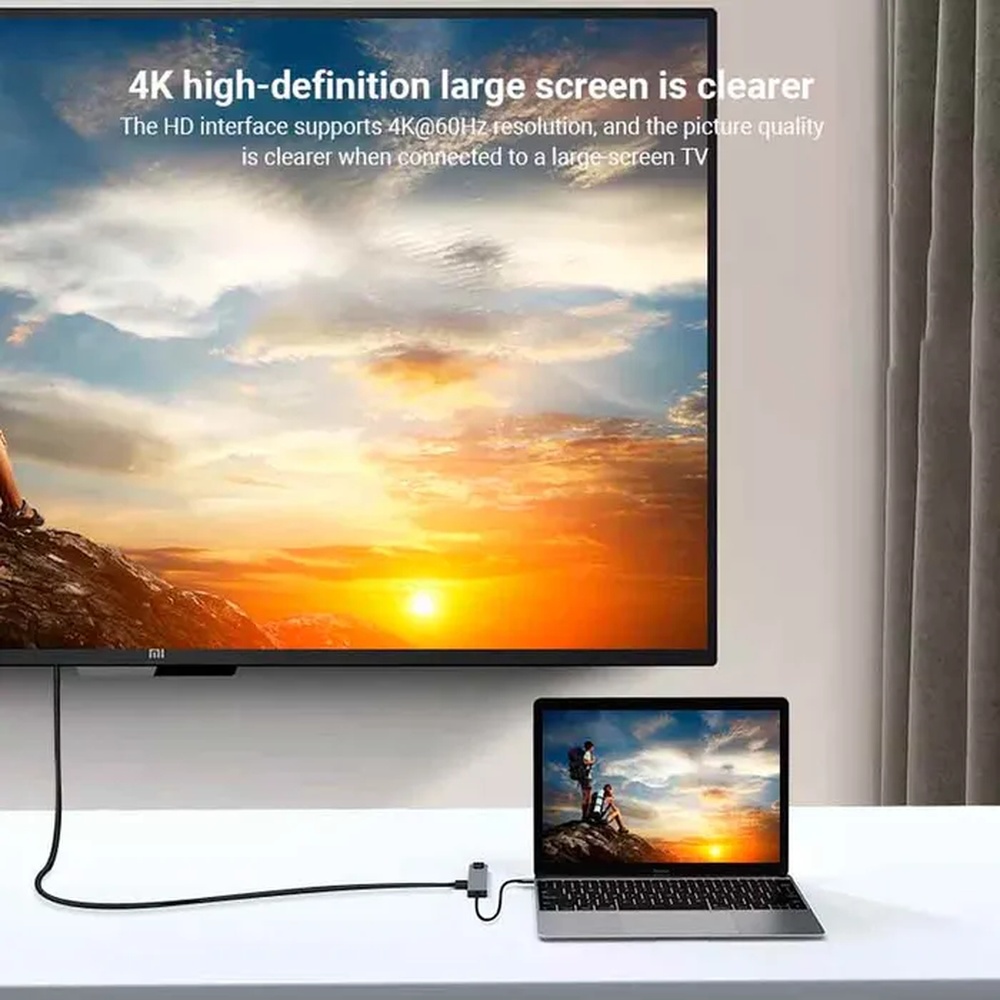 4K high-definition large screen is clearer
The HD interface supports 4K@60Hz resolution, and the picture quality
is clearer when connected to a large-screen TV
mi